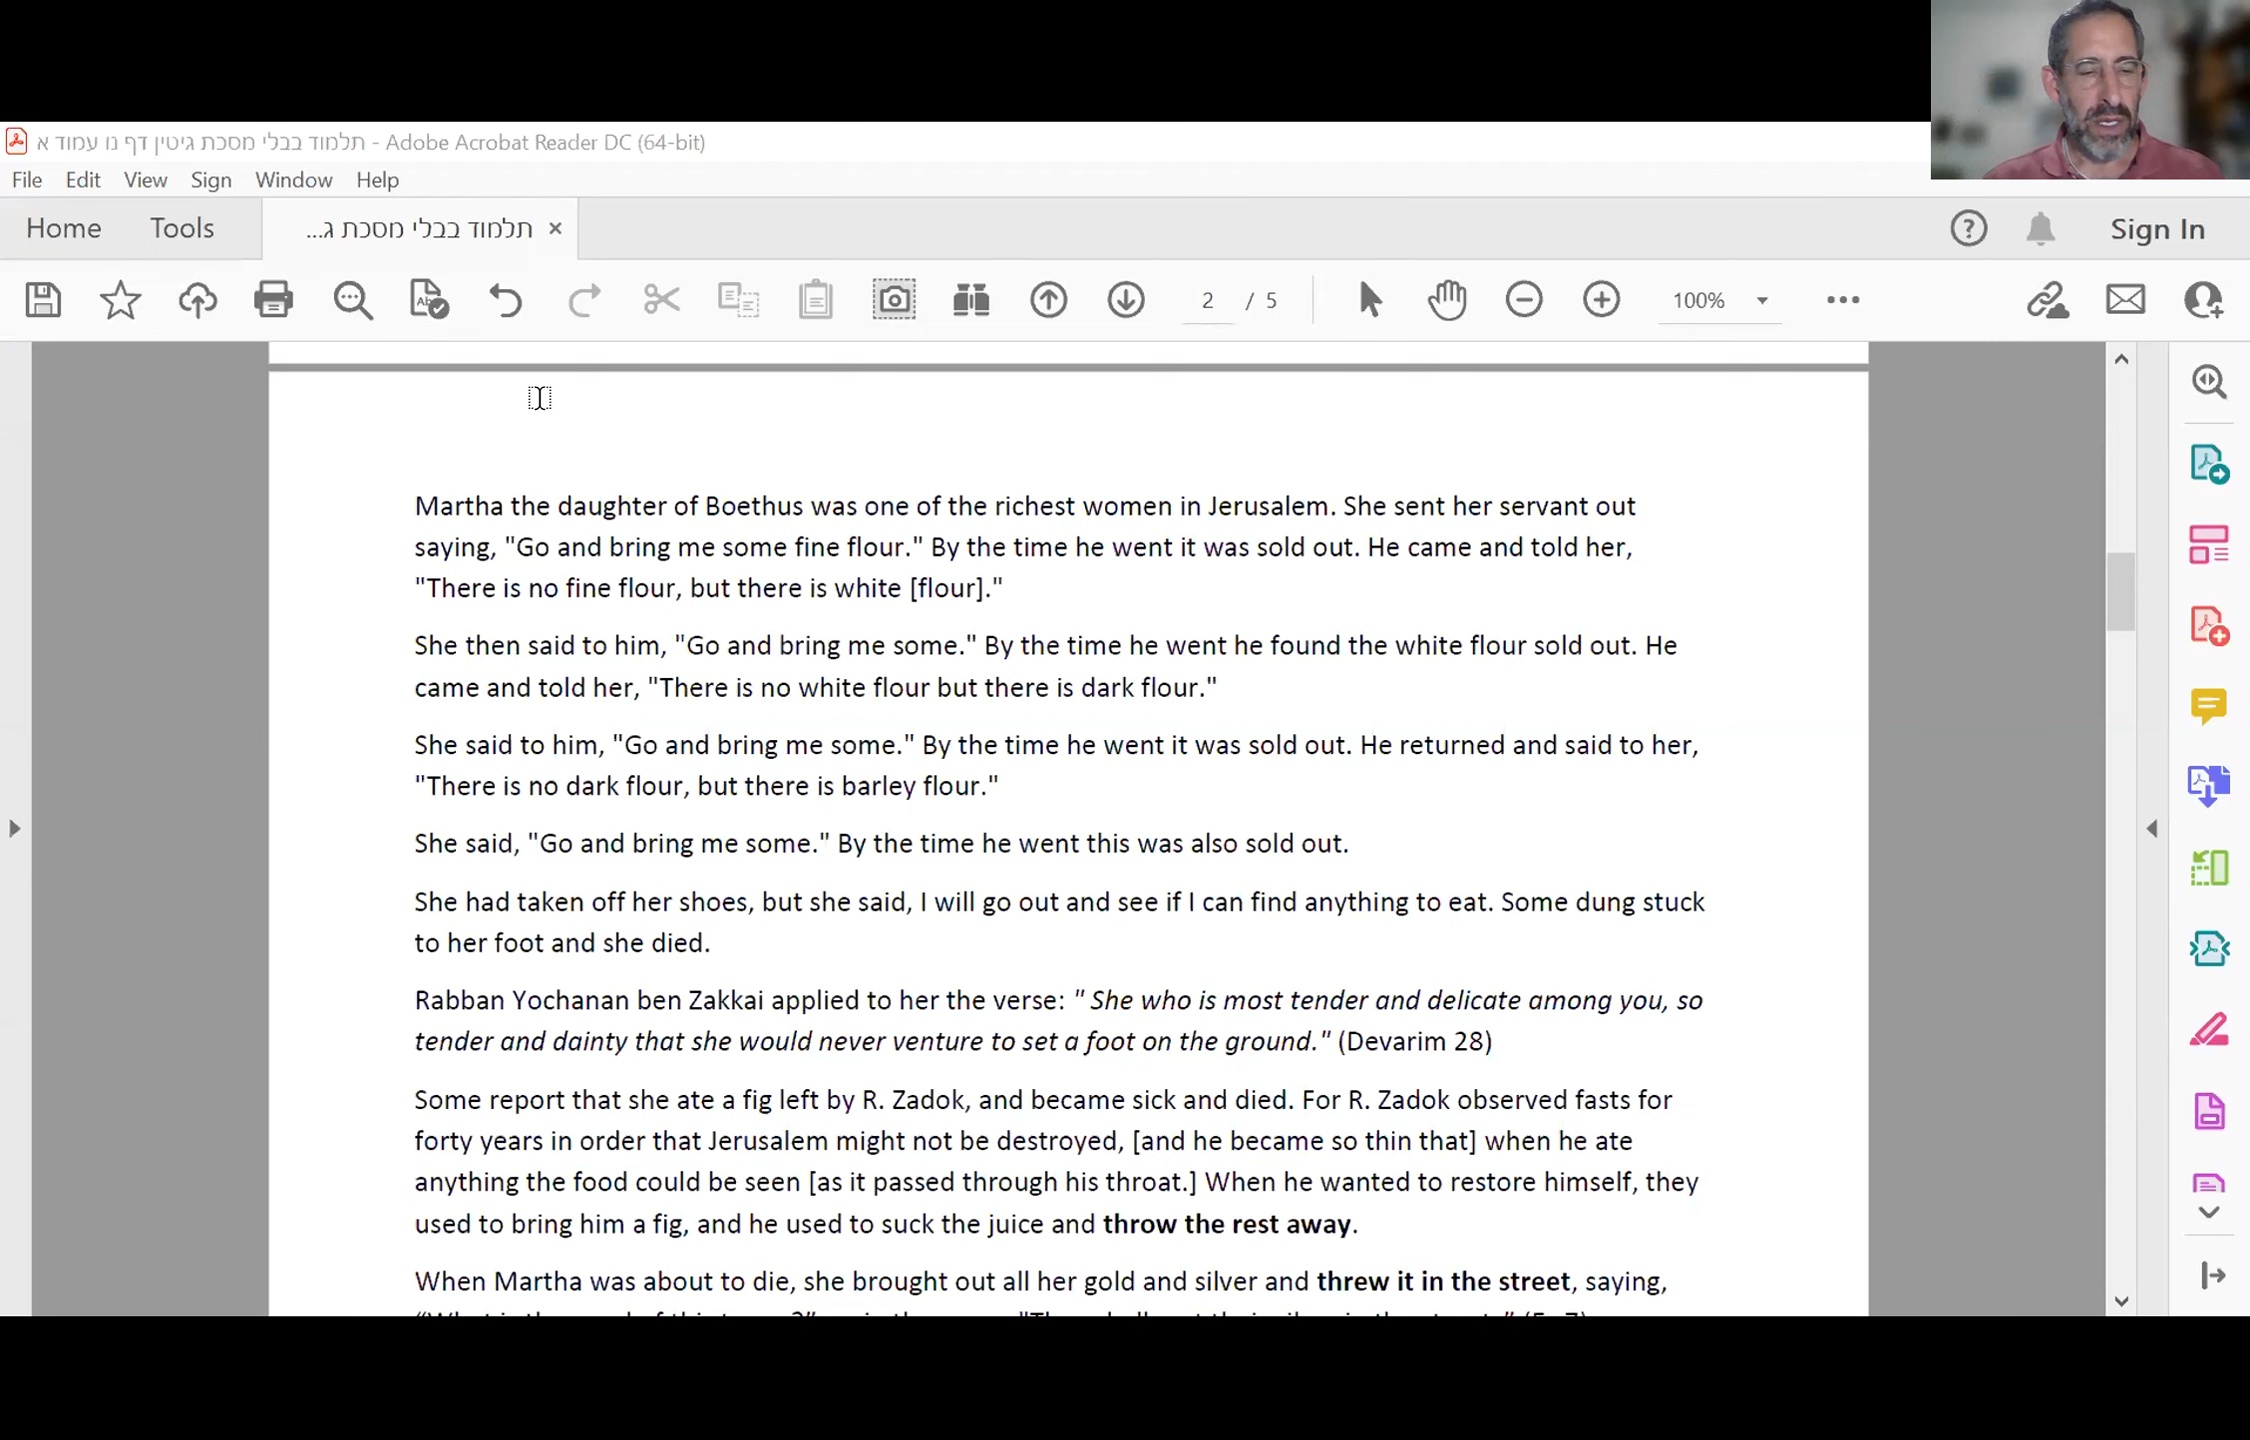 תלמוד בבלי מסכת גיטין דף נו עמוד א - Adobe Acrobat Reader DC (64-bit)
File Edit View Sign Window Help
Home Tools תלמוד בבלי מסכת ג... × Sign In
2 / 5 100%
Martha the daughter of Boethus was one of the richest women in Jerusalem. She sent her servant out
saying, "Go and bring me some fine flour." By the time he went it was sold out. He came and told her,
"There is no fine flour, but there is white [flour]."
She then said to him, "Go and bring me some." By the time he went he found the white flour sold out. He
came and told her, "There is no white flour but there is dark flour."
She said to him, "Go and bring me some." By the time he went it was sold out. He returned and said to her,
"There is no dark flour, but there is barley flour."
She said, "Go and bring me some." By the time he went this was also sold out.
She had taken off her shoes, but she said, I will go out and see if I can find anything to eat. Some dung stuck
to her foot and she died.
Rabban Yochanan ben Zakkai applied to her the verse: " She who is most tender and delicate among you, so
tender and dainty that she would never venture to set a foot on the ground." (Devarim 28)
Some report that she ate a fig left by R. Zadok, and became sick and died. For R. Zadok observed fasts for
forty years in order that Jerusalem might not be destroyed, [and he became so thin that] when he ate
anything the food could be seen [as it passed through his throat.] When he wanted to restore himself, they
used to bring him a fig, and he used to suck the juice and throw the rest away.
When Martha was about to die, she brought out all her gold and silver and threw it in the street, saying,